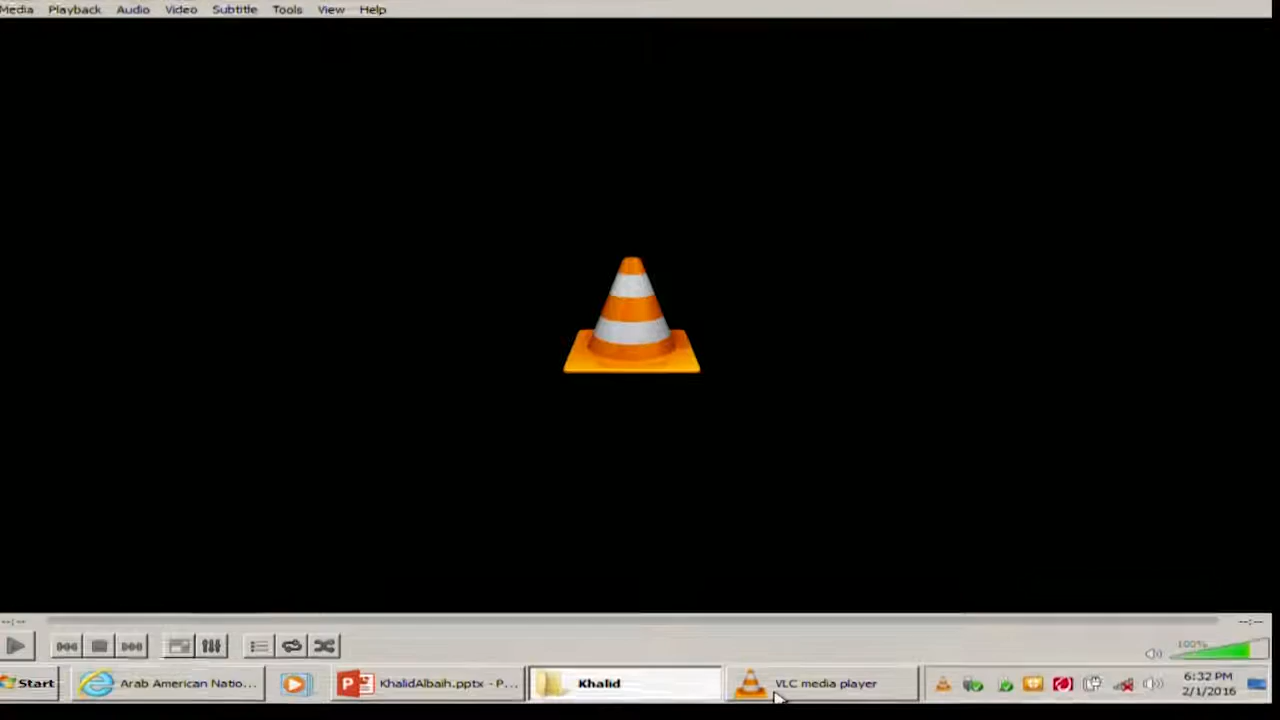 Media Playback Audio Video Subtitle Tools View Help
--:-- --:--
100%
Start Arab American Natio... KhalidAlbaih.pptx - P... Khalid VLC media player 6:32 PM
2/1/2016